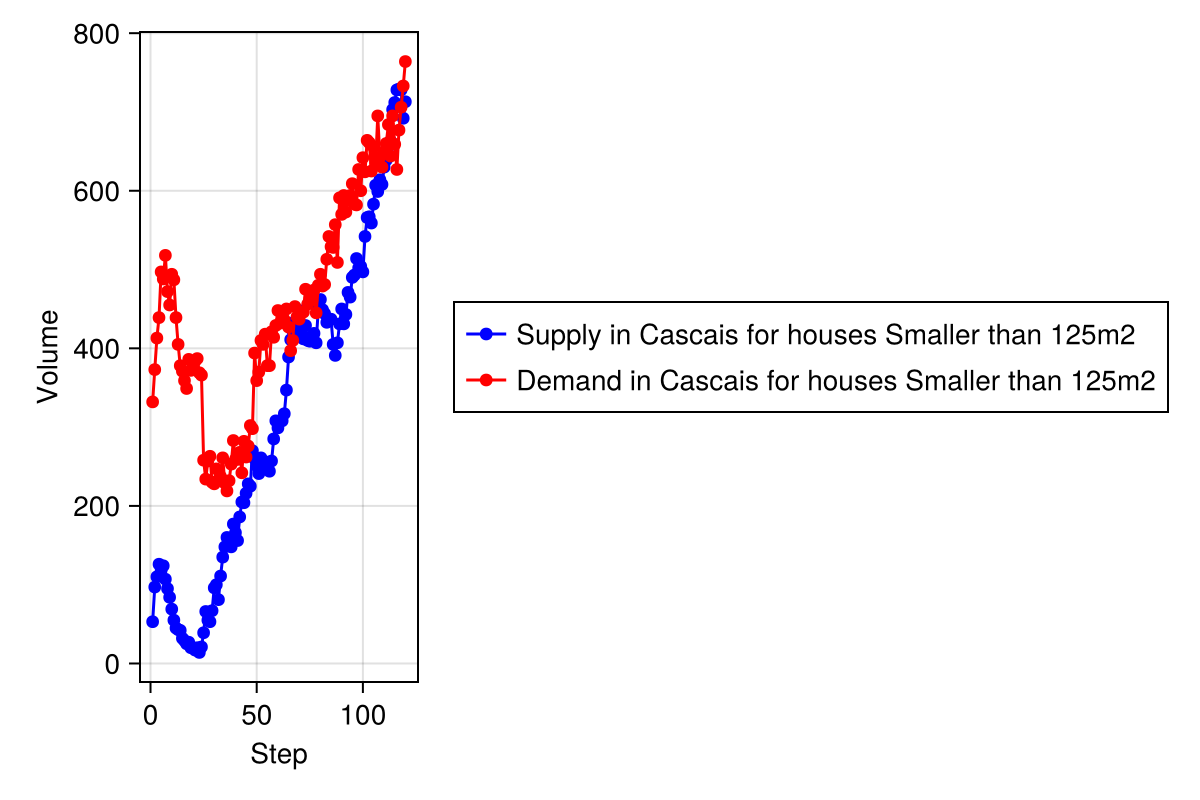 800
600
400
200
0
Volume
0 50 100
Step
Supply in Cascais for houses Smaller than 125m2
Demand in Cascais for houses Smaller than 125m2